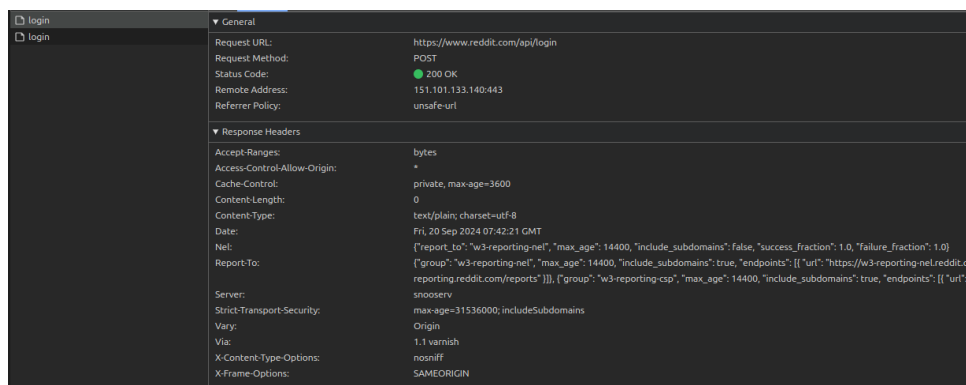 login
login
▼ General
Request URL: https://www.reddit.com/api/login
Request Method: POST
Status Code: 200 OK
Remote Address: 151.101.133.140:443
Referrer Policy: unsafe-url
▼ Response Headers
Accept-Ranges: bytes
Access-Control-Allow-Origin: *
Cache-Control: private, max-age=3600
Content-Length: 0
Content-Type: text/plain; charset=utf-8
Date: Fri, 20 Sep 2024 07:42:21 GMT
Nel: {"report_to": "w3-reporting-nel", "max_age": 14400, "include_subdomains": false, "success_fraction": 1.0, "failure_fraction": 1.0}
Report-To: {"group": "w3-reporting-nel", "max_age": 14400, "include_subdomains": true, "endpoints": [{ "url": "https://w3-reporting-nel.reddit.c
reporting.reddit.com/reports" }]}, {"group": "w3-reporting-csp", "max_age": 14400, "include_subdomains": true, "endpoints": [{ "url":
Server: snooserv
Strict-Transport-Security: max-age=31536000; includeSubdomains
Vary: Origin
Via: 1.1 varnish
X-Content-Type-Options: nosniff
X-Frame-Options: SAMEORIGIN